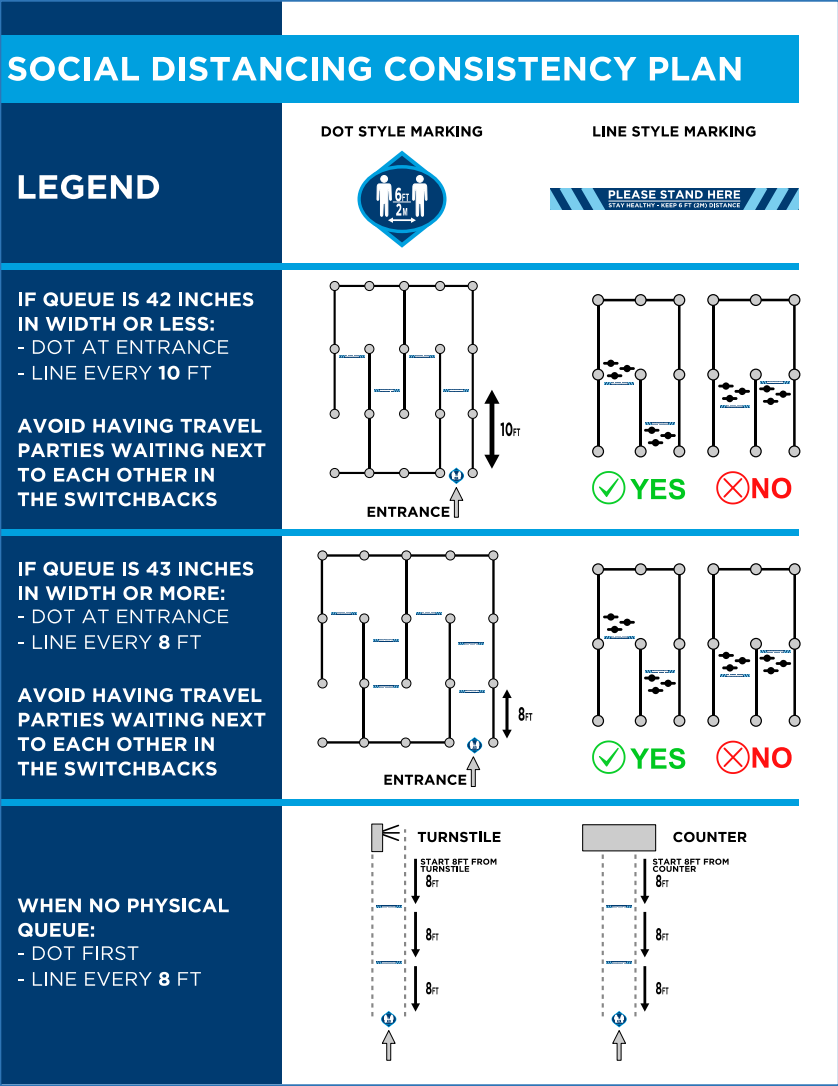 SOCIAL DISTANCING CONSISTENCY PLAN
LEGEND
DOT STYLE MARKING
6FT
2M
LINE STYLE MARKING
PLEASE STAND HERE
STAY HEALTHY - KEEP 6 FT (2M) DISTANCE
IF QUEUE IS 42 INCHES
IN WIDTH OR LESS:
- DOT AT ENTRANCE
- LINE EVERY 10 FT
AVOID HAVING TRAVEL
PARTIES WAITING NEXT
TO EACH OTHER IN
THE SWITCHBACKS
10FT
ENTRANCE
YES
NO
IF QUEUE IS 43 INCHES
IN WIDTH OR MORE:
- DOT AT ENTRANCE
- LINE EVERY 8 FT
AVOID HAVING TRAVEL
PARTIES WAITING NEXT
TO EACH OTHER IN
THE SWITCHBACKS
8FT
ENTRANCE
YES
NO
WHEN NO PHYSICAL
QUEUE:
- DOT FIRST
- LINE EVERY 8 FT
TURNSTILE
START 8FT FROM
TURNSTILE
8FT
8FT
8FT
COUNTER
START 8FT FROM
COUNTER
8FT
8FT
8FT